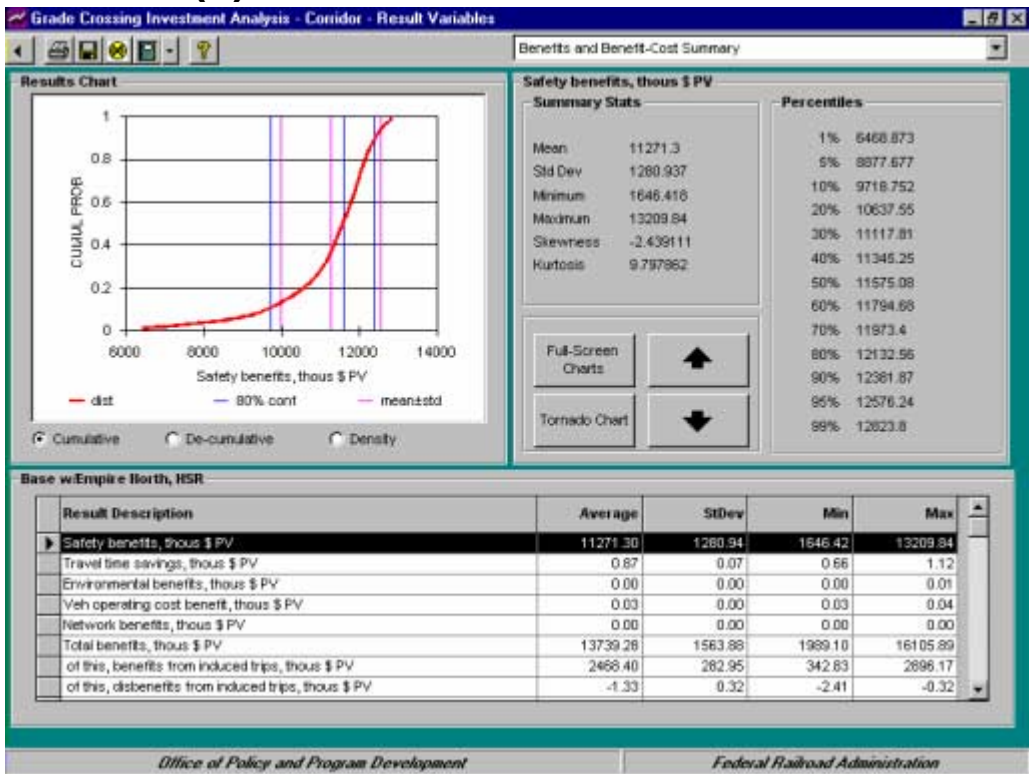 Grade Crossing Investment Analysis - Corridor - Result Variables
Benefits and Benefit-Cost Summary
Results Chart
1
0.8
0.6
0.4
0.2
0
CUMUL PROB
6000 8000 10000 12000 14000
Safety benefits, thous $ PV
dist 80% conf mean±std
Cumulative De-cumulative Density
Safety benefits, thous $ PV
Summary Stats
Mean 11271.3
Std Dev 1280.937
Minimum 1646.416
Maximum 13209.84
Skewness -2.439111
Kurtosis 9.797862
Full-Screen Charts
Tornado Chart
Percentiles
1% 6468.873
5% 8877.677
10% 9718.752
20% 10637.55
30% 11117.81
40% 11345.25
50% 11575.08
60% 11794.68
70% 11973.4
80% 12132.56
90% 12381.87
95% 12576.24
99% 12823.8
Base w/Empire North, HSR
Result Description Average StDev Min Max
Safety benefits, thous $ PV 11271.30 1280.94 1646.42 13209.84
Travel time savings, thous $ PV 0.87 0.07 0.66 1.12
Environmental benefits, thous $ PV 0.00 0.00 0.00 0.01
Veh operating cost benefit, thous $ PV 0.03 0.00 0.03 0.04
Network benefits, thous $ PV 0.00 0.00 0.00 0.00
Total benefits, thous $ PV 13739.28 1563.88 1989.10 16105.89
of this, benefits from induced trips, thous $ PV 2468.40 282.95 342.83 2896.17
of this, disbenefits from induced trips, thous $ PV -1.33 0.32 -2.41 -0.32
Office of Policy and Program Development Federal Railroad Administration